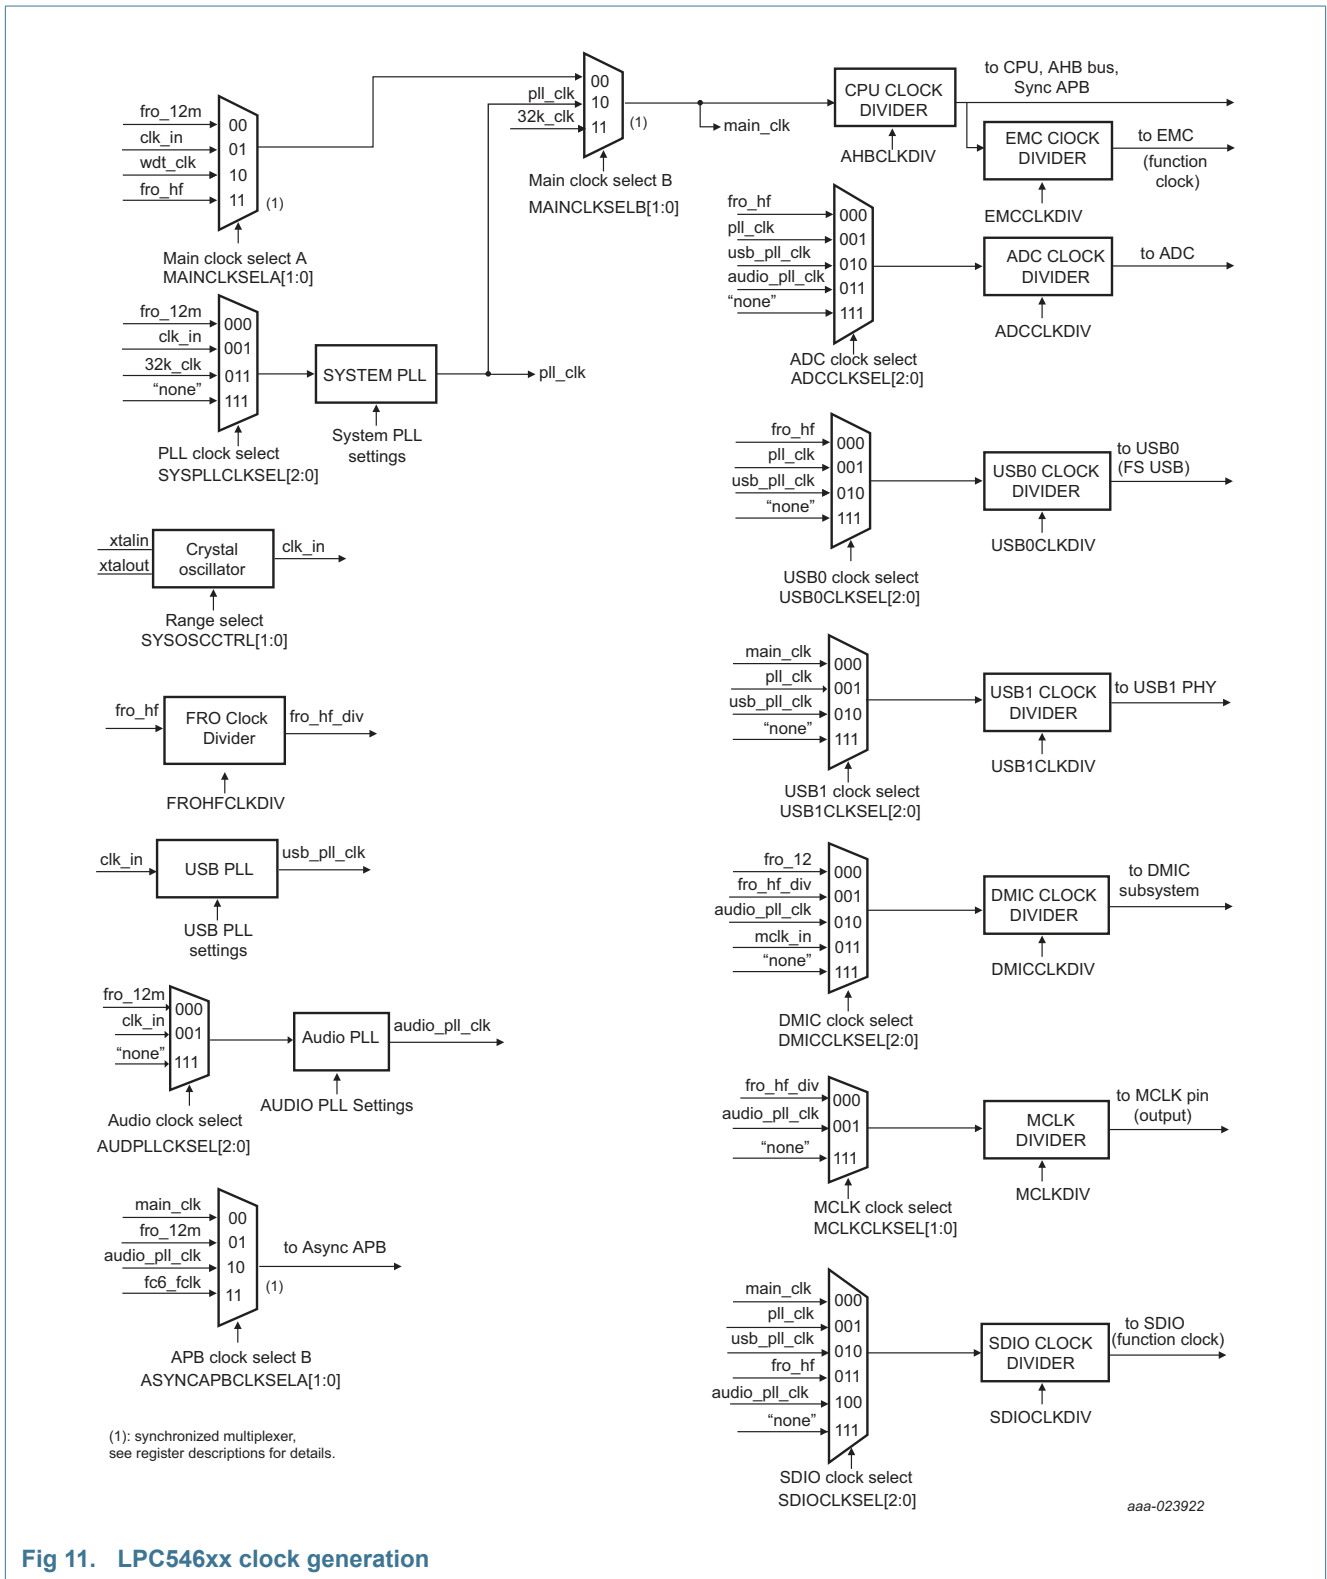 fro_12m
clk_in
wdt_clk
fro_hf
00
01
10
11
(1)
Main clock select A
MAINCLKSELA[1:0]
pll_clk
32k_clk
00
10
11
(1)
Main clock select B
MAINCLKSELB[1:0]
main_clk
CPU CLOCK
DIVIDER
AHBCLKDIV
to CPU, AHB bus,
Sync APB
EMC ClOCK
DIVIDER
EMCCLKDIV
to EMC
(function
clock)
fro_12m
clk_in
32k_clk
“none”
000
001
011
111
PLL clock select
SYSPLLCLKSEL[2:0]
SYSTEM PLL
System PLL
settings
pll_clk
fro_hf
pll_clk
usb_pll_clk
audio_pll_clk
“none”
000
001
010
011
111
ADC clock select
ADCCLKSEL[2:0]
ADC CLOCK
DIVIDER
ADCCLKDIV
to ADC
fro_hf
pll_clk
usb_pll_clk
“none”
000
001
010
111
USB0 clock select
USB0CLKSEL[2:0]
USB0 CLOCK
DIVIDER
USB0CLKDIV
to USB0
(FS USB)
xtalin
xtalout
Crystal
oscillator
clk_in
Range select
SYSOSCCTRL[1:0]
main_clk
pll_clk
usb_pll_clk
“none”
000
001
010
111
USB1 clock select
USB1CLKSEL[2:0]
USB1 CLOCK
DIVIDER
USB1CLKDIV
to USB1 PHY
fro_hf
FRO Clock
Divider
fro_hf_div
FROHFCLKDIV
clk_in
USB PLL
usb_pll_clk
USB PLL
settings
fro_12
fro_hf_div
audio_pll_clk
mclk_in
“none”
000
001
010
011
111
DMIC clock select
DMICCLKSEL[2:0]
DMIC CLOCK
DIVIDER
DMICCLKDIV
to DMIC
subsystem
fro_12m
clk_in
“none”
000
001
111
Audio clock select
AUDPLLCKSEL[2:0]
Audio PLL
AUDIO PLL Settings
audio_pll_clk
fro_hf_div
audio_pll_clk
“none”
000
001
111
MCLK clock select
MCLKCLKSEL[1:0]
MCLK
DIVIDER
MCLKDIV
to MCLK pin
(output)
main_clk
fro_12m
audio_pll_clk
fc6_fclk
00
01
10
11
(1)
to Async APB
APB clock select B
ASYNCAPBCLKSELA[1:0]
main_clk
pll_clk
usb_pll_clk
fro_hf
audio_pll_clk
“none”
000
001
010
011
100
111
SDIO clock select
SDIOCLKSEL[2:0]
SDIO CLOCK
DIVIDER
SDIOCLKDIV
to SDIO
(function clock)
(1): synchronized multiplexer,
see register descriptions for details.
aaa-023922
Fig 11. LPC546xx clock generation